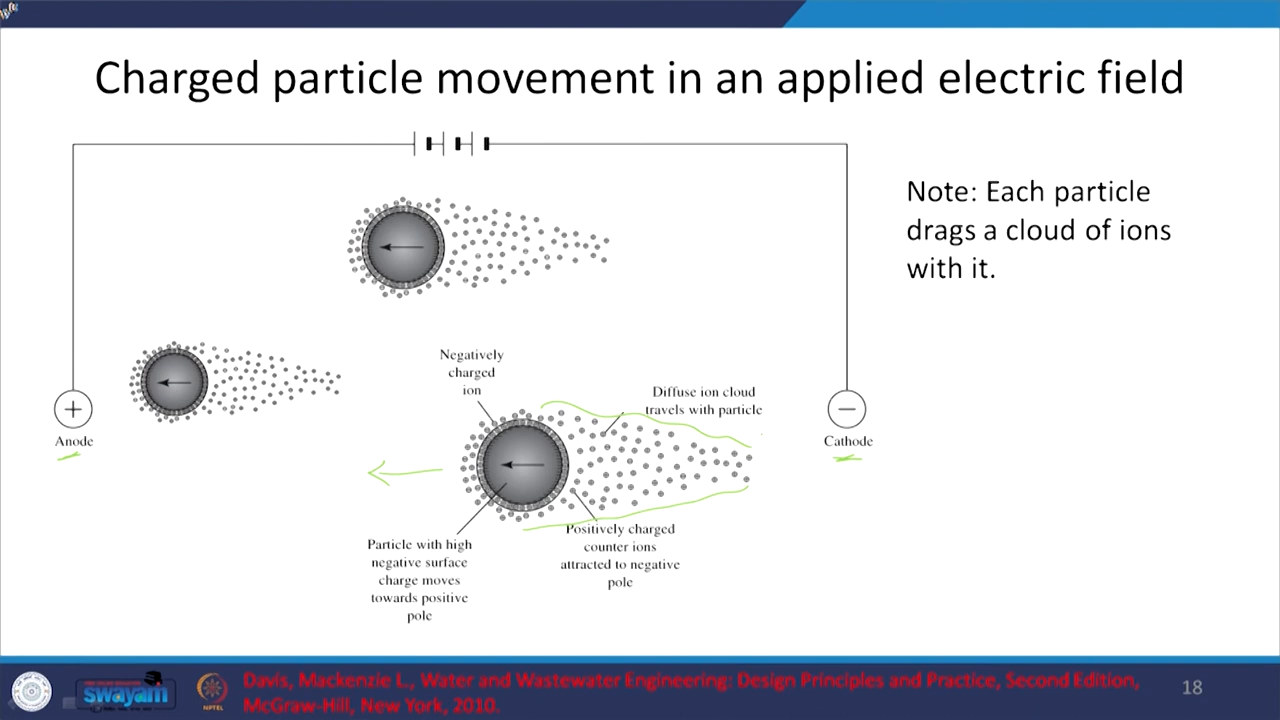 Charged particle movement in an applied electric field
Note: Each particle
drags a cloud of ions
with it.
Negatively
charged
ion
Diffuse ion cloud
travels with particle
+
Anode
−
Cathode
Particle with high
negative surface
charge moves
towards positive
pole
Positively charged
counter ions
attracted to negative
pole
swayam
NPTEL
Davis, Mackenzie L., Water and Wastewater Engineering: Design Principles and Practice, Second Edition,
McGraw-Hill, New York, 2010.
18